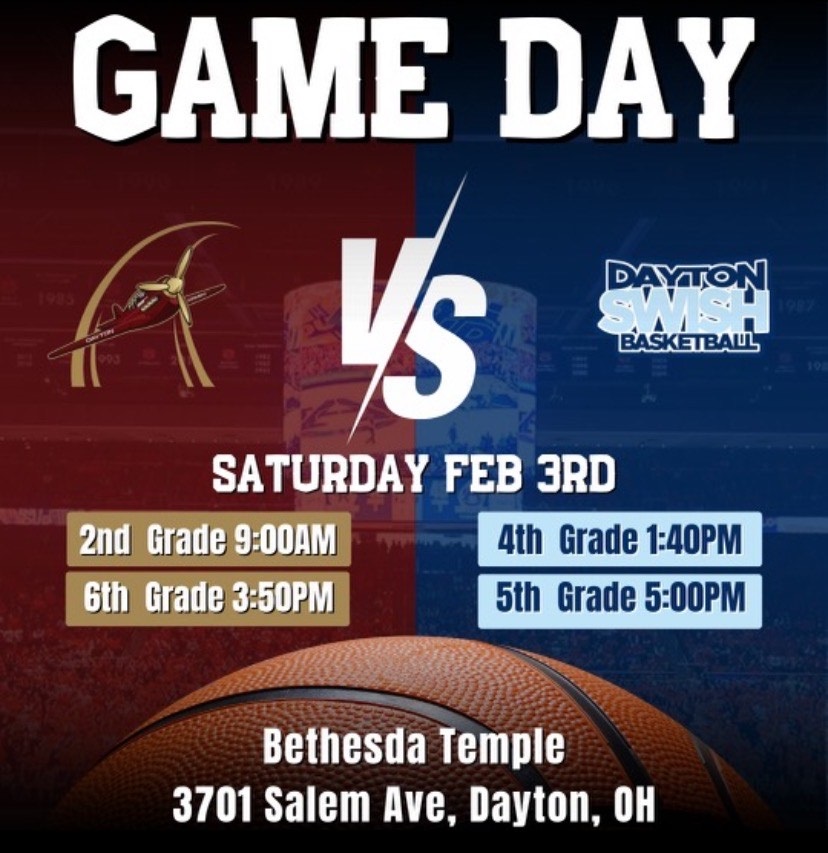 GAME DAY
VS
DAYTON
DAYTON
SWISH
BASKETBALL
SATURDAY FEB 3RD
2nd Grade 9:00AM
4th Grade 1:40PM
6th Grade 3:50PM
5th Grade 5:00PM
Bethesda Temple
3701 Salem Ave, Dayton, OH